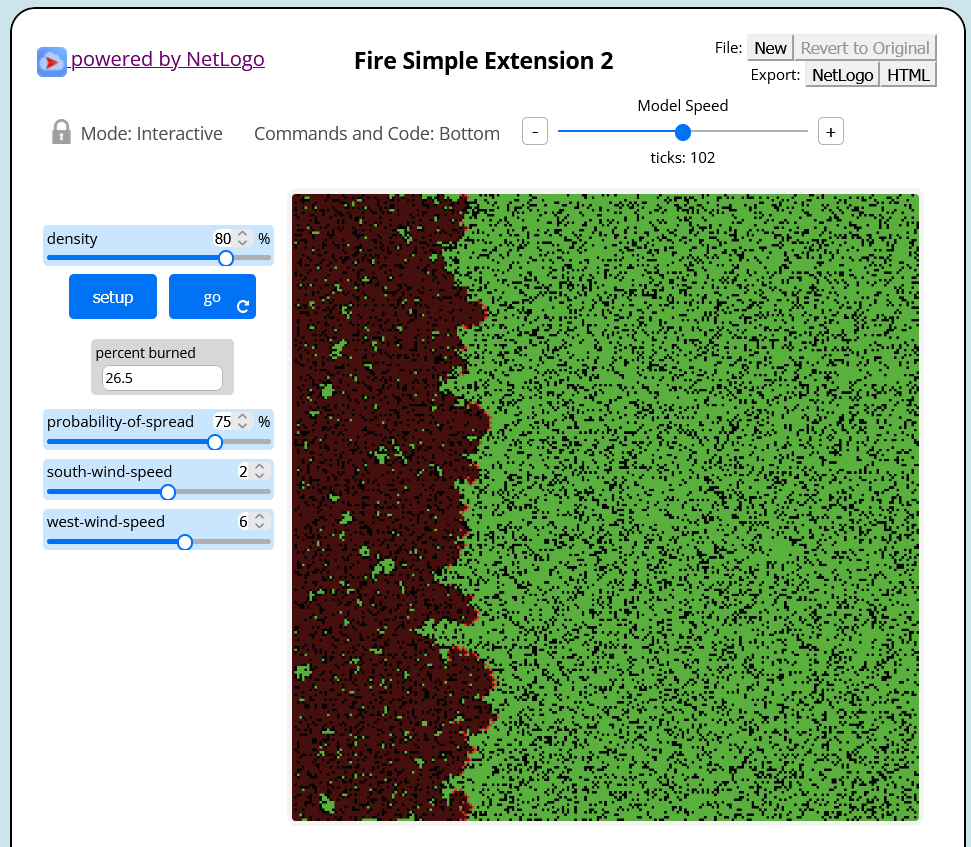 powered by NetLogo
Fire Simple Extension 2
File: New Revert to Original
Export: NetLogo HTML
Mode: Interactive
Commands and Code: Bottom
Model Speed
- +
ticks: 102
density 80 %
setup go
percent burned
26.5
probability-of-spread 75 %
south-wind-speed 2
west-wind-speed 6